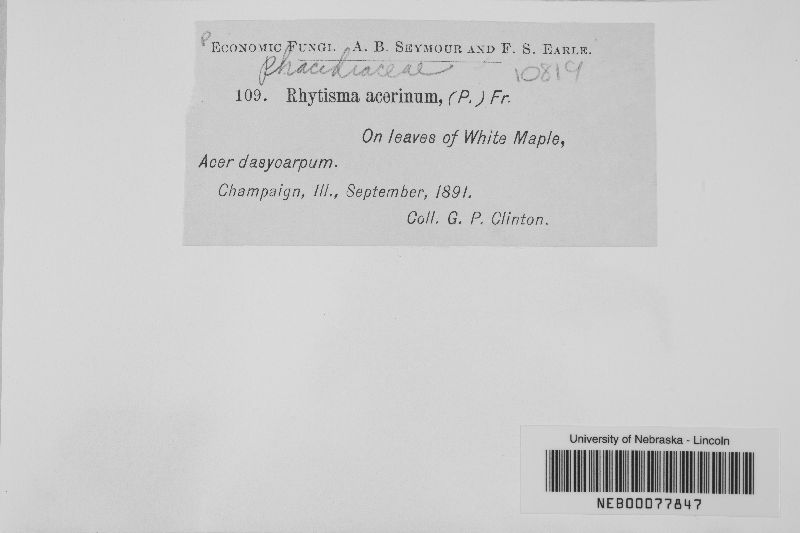 P
Economic Fungi. A. B. Seymour and F. S. Earle.
Phacidiaceae 10819
109. Rhytisma acerinum, (P.) Fr.
On leaves of White Maple,
Acer dasycarpum.
Champaign, Ill., September, 1891.
Coll. G. P. Clinton.
University of Nebraska - Lincoln
NEB00077847